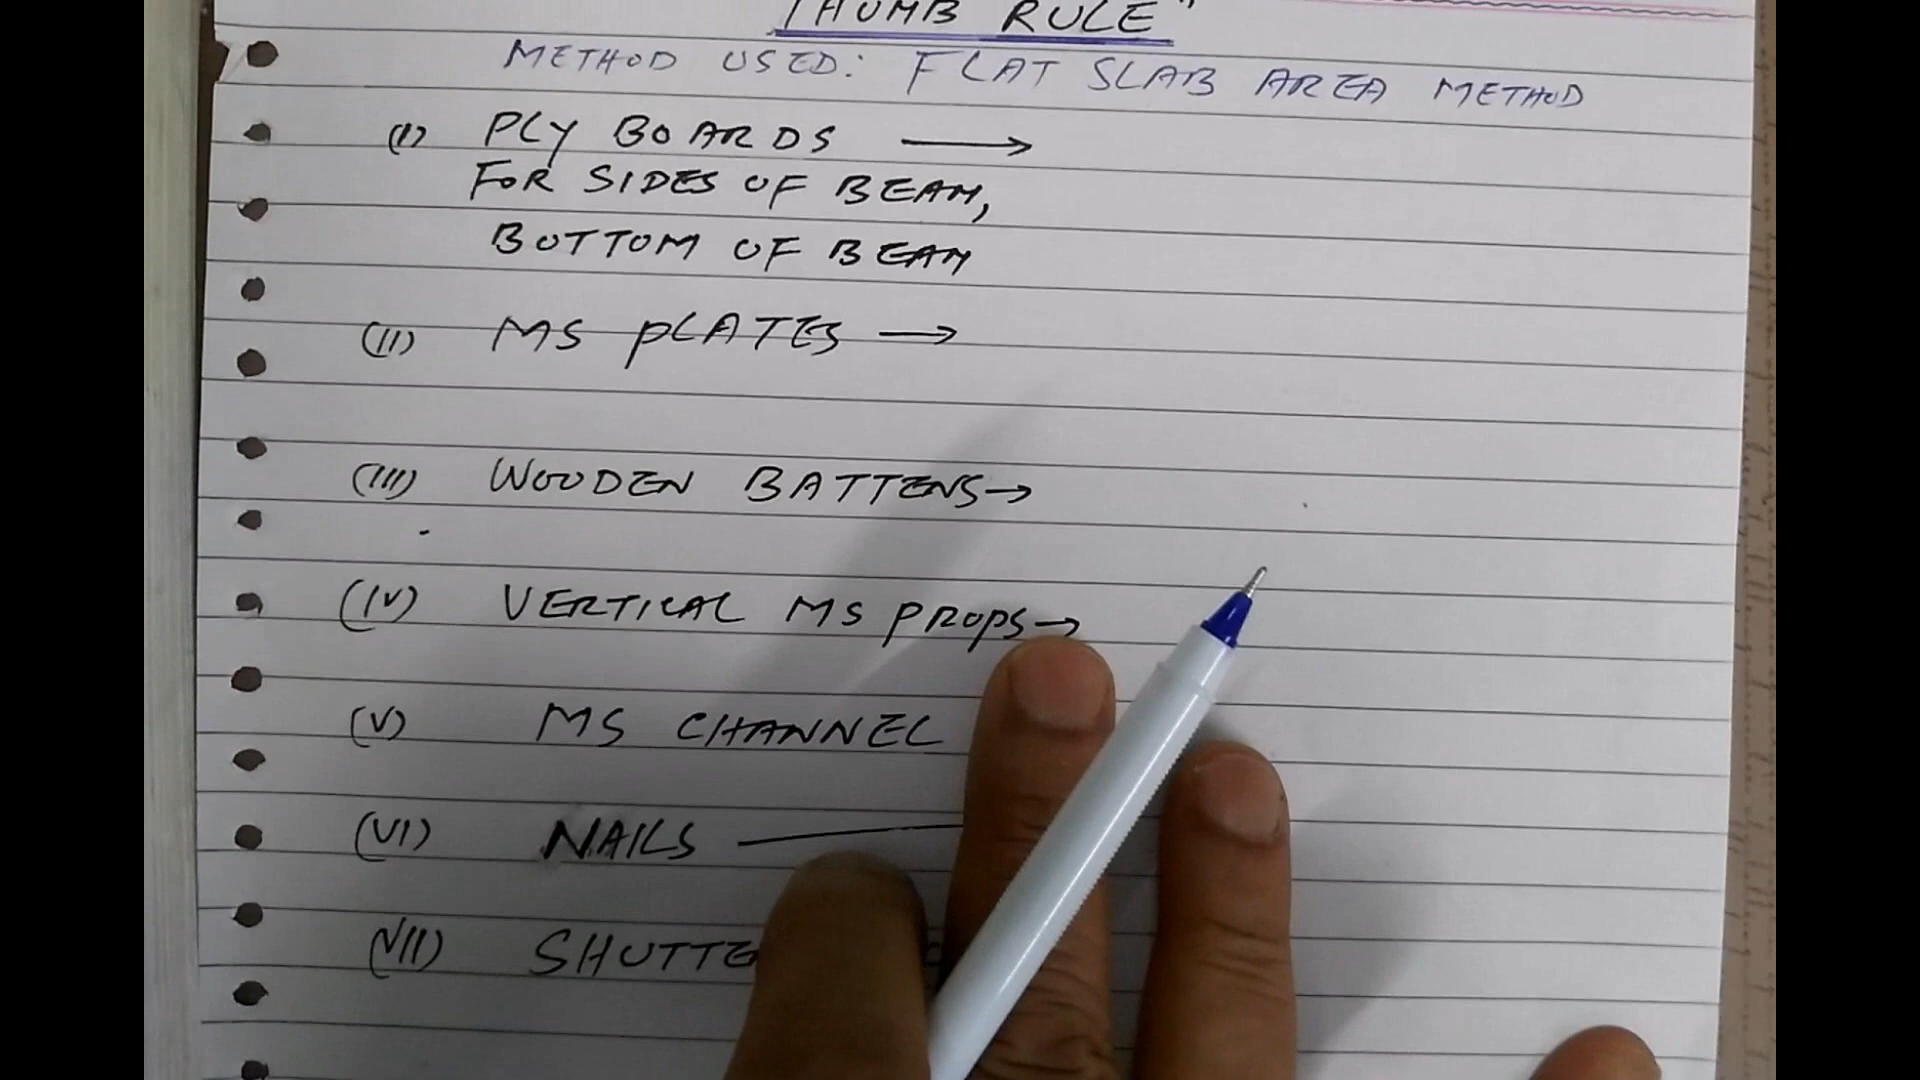 THUMB RULE"
METHOD USED: FLAT SLAB AREA METHOD
(I) PLY BOARDS →
FOR SIDES OF BEAM,
BOTTOM OF BEAM
(II) MS PLATES →
(III) WOODEN BATTENS→
(IV) VERTICAL MS PROPS→
(V) MS CHANNEL
(VI) NAILS
(VII) SHUTTE